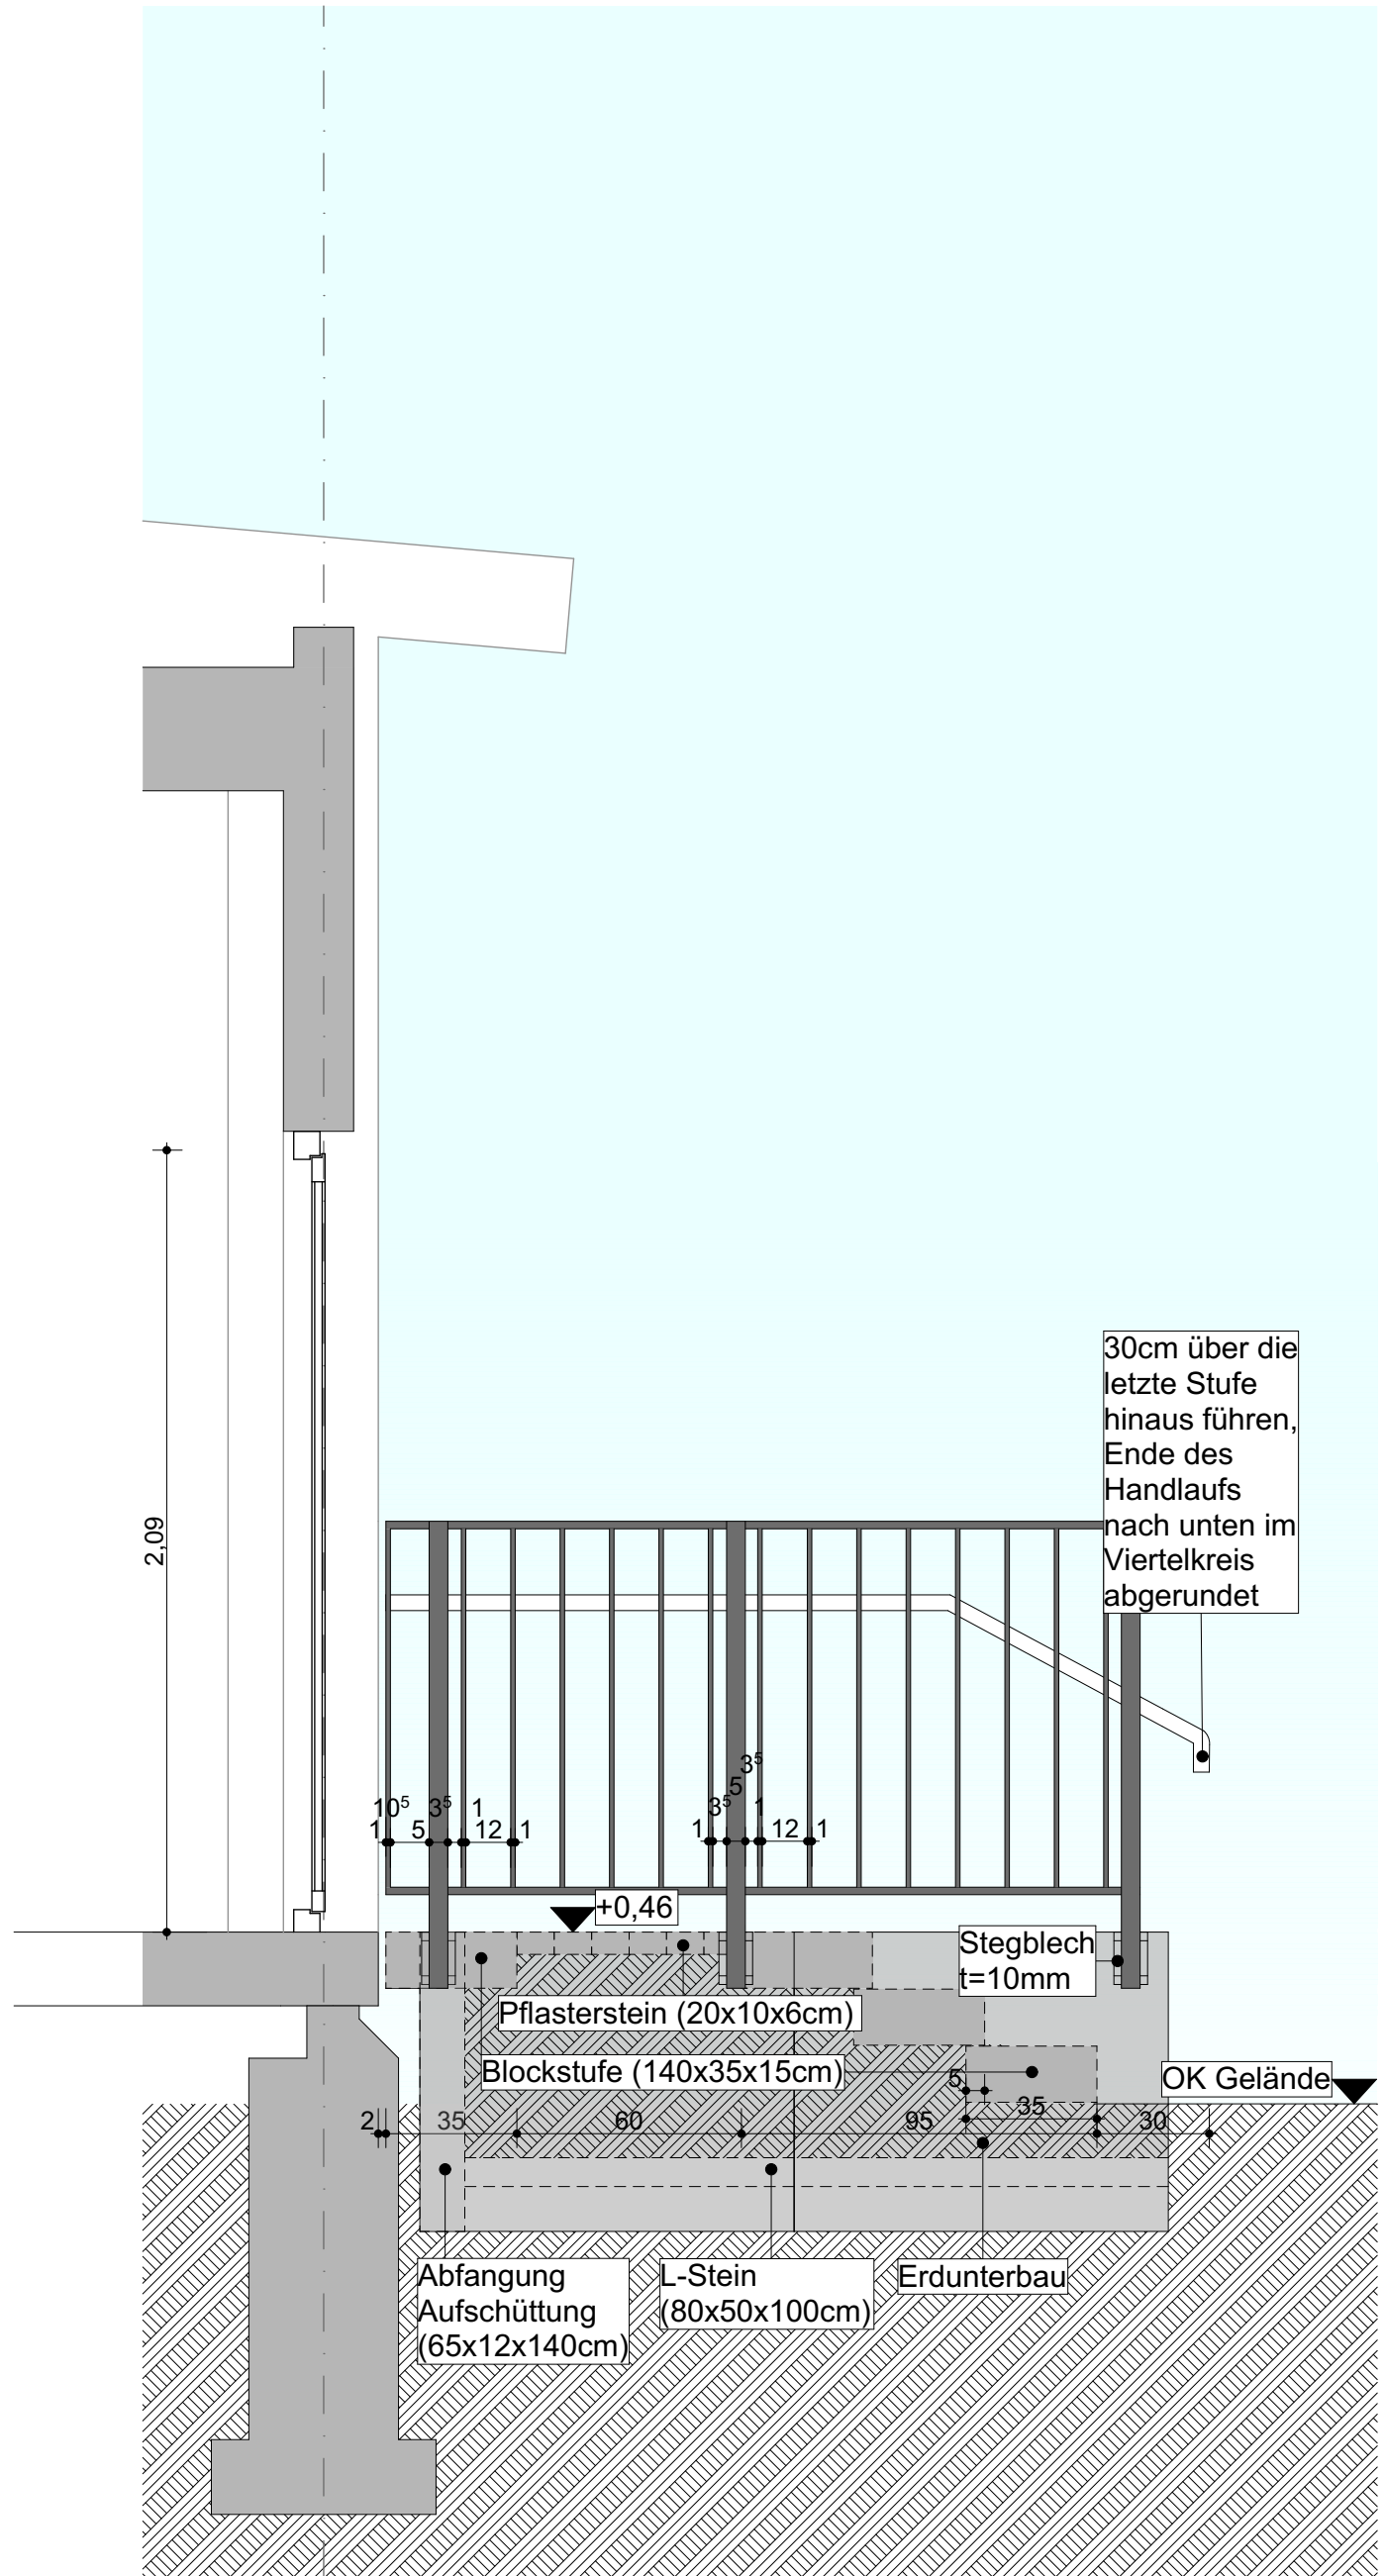 30cm über die
letzte Stufe
hinaus führen,
Ende des
Handlaufs
nach unten im
Viertelkreis
abgerundet
2,09
10⁵ 3⁵ 1
1 5 12 1
3⁵
5
3⁵ 1
1 12 1
+0,46
Stegblech
t=10mm
Pflasterstein (20x10x6cm)
Blockstufe (140x35x15cm)
OK Gelände
5
35
2 35 60 95 30
Abfangung
Aufschüttung
(65x12x140cm)
L-Stein
(80x50x100cm)
Erdunterbau